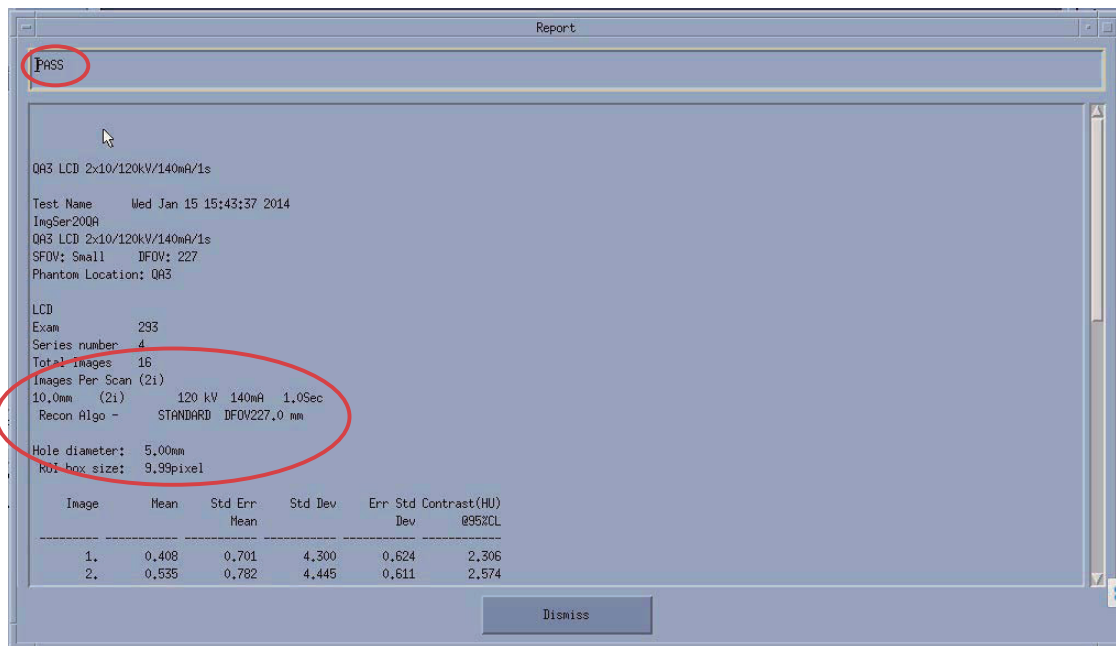 Report
PASS
QA3 LCD 2x10/120kV/140mA/1s
Test Name Wed Jan 15 15:43:37 2014
ImgSer20QA
QA3 LCD 2x10/120kV/140mA/1s
SFOV: Small DFOV: 227
Phantom Location: QA3
LCD
Exam 293
Series number 4
Total Images 16
Images Per Scan (2i)
10.0mm (2i) 120 kV 140mA 1.0Sec
Recon Algo - STANDARD DFOV227.0 mm
Hole diameter: 5.00mm
ROI box size: 9.99pixel
Image Mean Std Err Std Dev Err Std Contrast(HU)
Mean Dev @95%CL
1. 0.408 0.701 4.300 0.624 2.306
2. 0.535 0.782 4.445 0.611 2.574
Dismiss